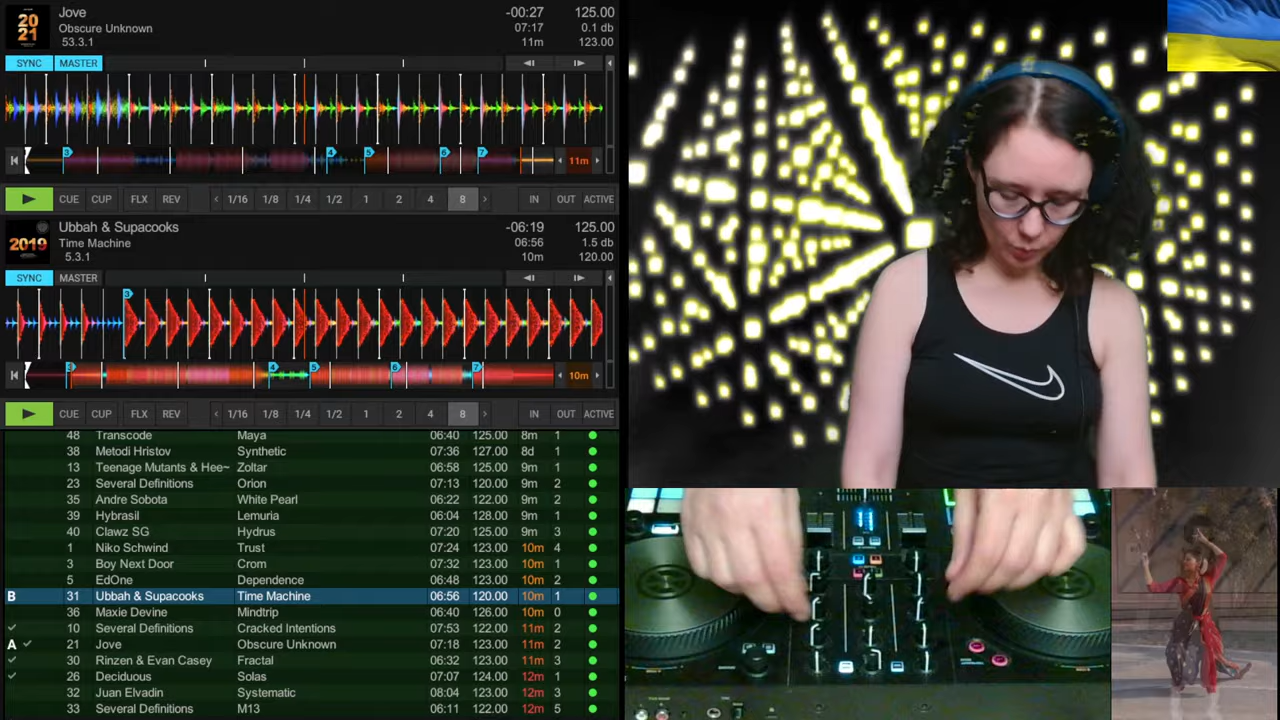 20
21
Jove
-00:27
125.00
Obscure Unknown
07:17
0.1 db
53.3.1
11m
123.00
SYNC
MASTER
3
4
5
6
7
11m
CUE
CUP
FLX
REV
1/16
1/8
1/4
1/2
1
2
4
8
IN
OUT
ACTIVE
2019
Ubbah & Supacooks
-06:19
125.00
Time Machine
06:56
1.5 db
5.3.1
10m
120.00
SYNC
MASTER
3
3
4
5
6
7
10m
CUE
CUP
FLX
REV
1/16
1/8
1/4
1/2
1
2
4
8
IN
OUT
ACTIVE
48 Transcode Maya 06:40 125.00 8m 1
38 Metodi Hristov Synthetic 07:36 127.00 8d 1
13 Teenage Mutants & Hee~ Zoltar 06:58 125.00 9m 1
23 Several Definitions Orion 07:13 120.00 9m 2
35 Andre Sobota White Pearl 06:22 122.00 9m 2
39 Hybrasil Lemuria 06:04 128.00 9m 1
40 Clawz SG Hydrus 07:20 125.00 9m 3
1 Niko Schwind Trust 07:24 123.00 10m 4
3 Boy Next Door Crom 07:32 123.00 10m 1
5 EdOne Dependence 06:48 123.00 10m 2
B 31 Ubbah & Supacooks Time Machine 06:56 120.00 10m 1
36 Maxie Devine Mindtrip 06:40 126.00 10m 0
10 Several Definitions Cracked Intentions 07:53 122.00 11m 2
A 21 Jove Obscure Unknown 07:18 123.00 11m 2
30 Rinzen & Evan Casey Fractal 06:32 123.00 11m 3
26 Deciduous Solas 07:07 124.00 12m 1
32 Juan Elvadin Systematic 08:04 123.00 12m 3
33 Several Definitions M13 06:11 122.00 12m 5